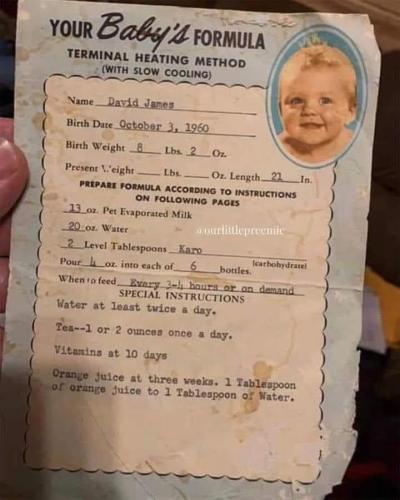 YOUR Baby's FORMULA
TERMINAL HEATING METHOD
(WITH SLOW COOLING)
Name David James
Birth Date October 3, 1960
Birth Weight 8 Lbs. 2 Oz.
Present Weight ___ Lbs. ___ Oz. Length 21 In.
PREPARE FORMULA ACCORDING TO INSTRUCTIONS
ON FOLLOWING PAGES
13 oz. Pet Evaporated Milk
20 oz. Water
@ourlittlepreemie
2 Level Tablespoons Karo
(carbohydrate)
Pour 4 oz. into each of 6 bottles.
When to feed Every 3-4 hours or on demand
SPECIAL INSTRUCTIONS
Water at least twice a day.
Tea--1 or 2 ounces once a day.
Vitamins at 10 days
Orange juice at three weeks. 1 Tablespoon
of orange juice to 1 Tablespoon of Water.